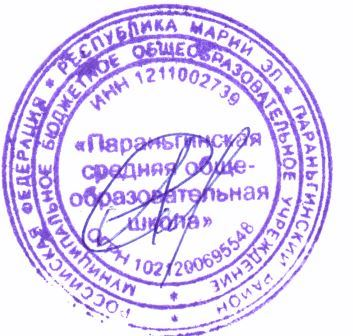 РОССИЙСКАЯ ФЕДЕРАЦИЯ * РЕСПУБЛИКА МАРИЙ ЭЛ * ПАРАНЬГИНСКИЙ РАЙОН *
МУНИЦИПАЛЬНОЕ БЮДЖЕТНОЕ ОБЩЕОБРАЗОВАТЕЛЬНОЕ УЧРЕЖДЕНИЕ *
ИНН 1211002739
«Параньгинская
средняя обще-
образовательная
школа»
ОГРН 1021200695548